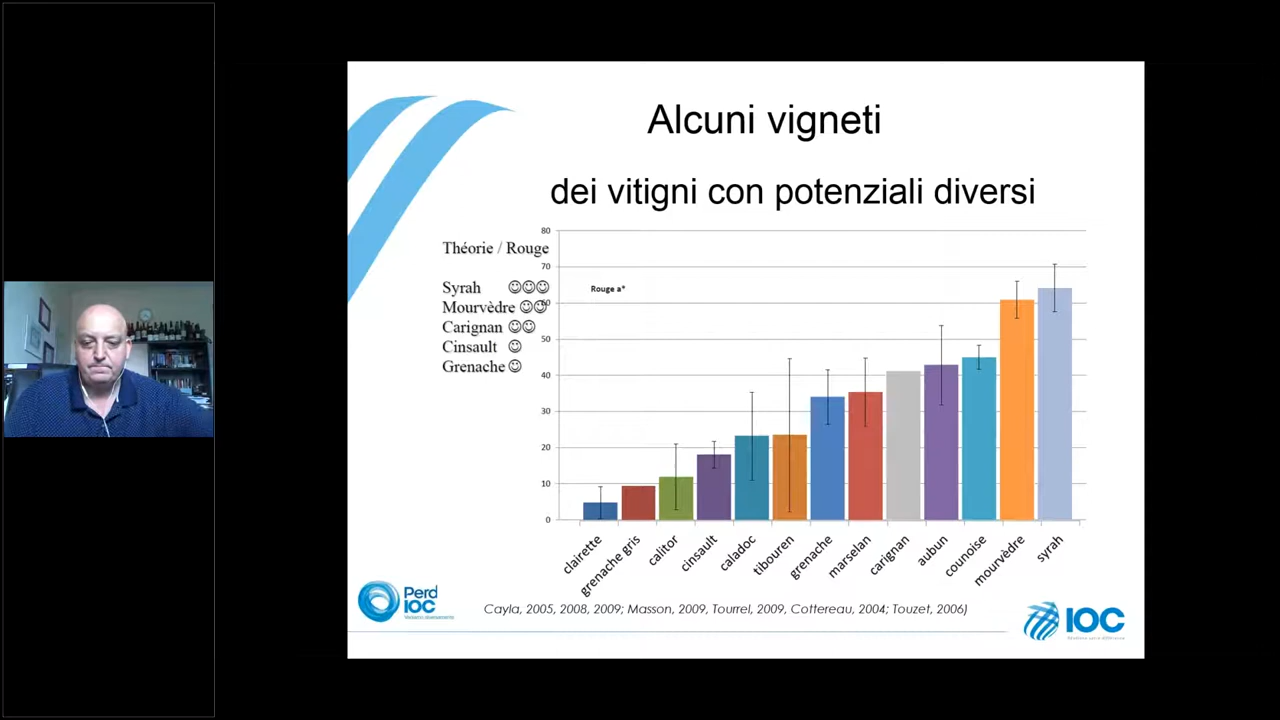 Alcuni vigneti
dei vitigni con potenziali diversi
Théorie / Rouge
Syrah ☺☺☺
Mourvèdre ☺☺
Carignan ☺☺
Cinsault ☺
Grenache ☺
80
70
60
50
40
30
20
10
0
Rouge a*
clairette
grenache gris
calitor
cinsault
caladoc
tibouren
grenache
marselan
carignan
aubun
counoise
mourvèdre
syrah
Cayla, 2005, 2008, 2009; Masson, 2009, Tourrel, 2009, Cottereau, 2004; Touzet, 2006)
Perd
IOC
IOC